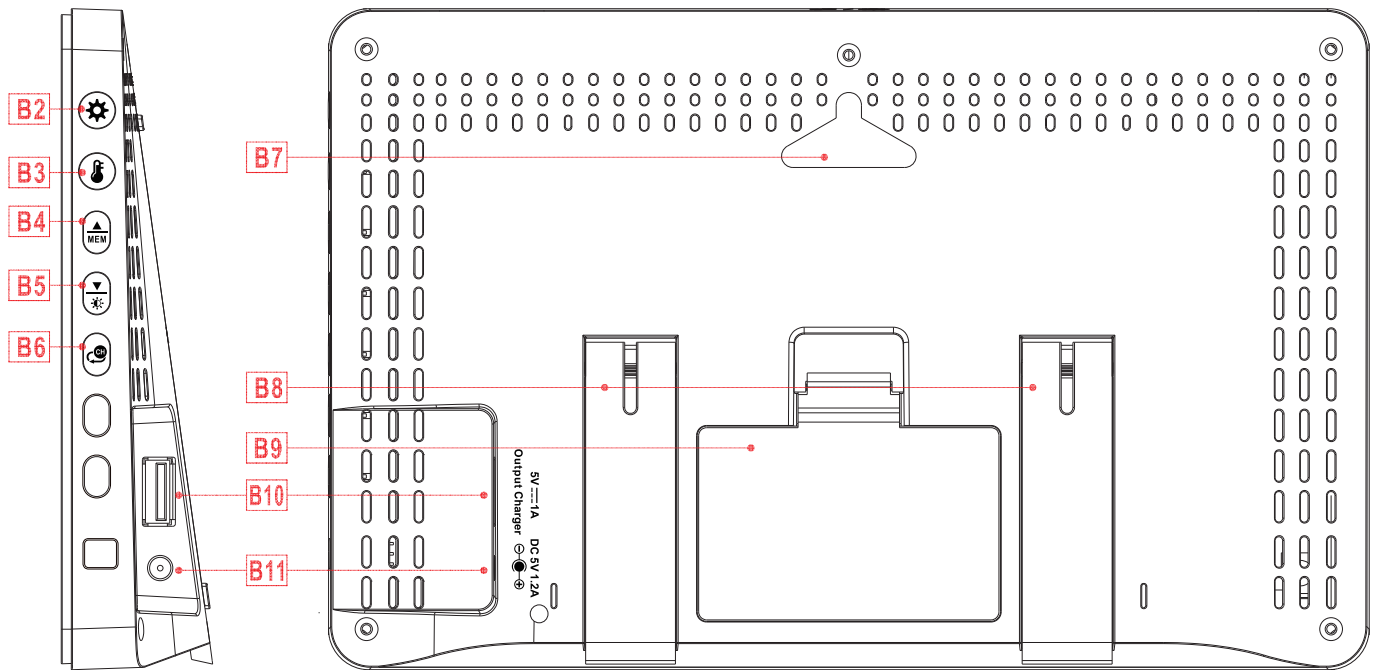 B2
B3
B4
MEM
B5
B6
CH
B7
B8
B9
B10
B11
5V 1A
Output Charger
DC 5V 1.2A